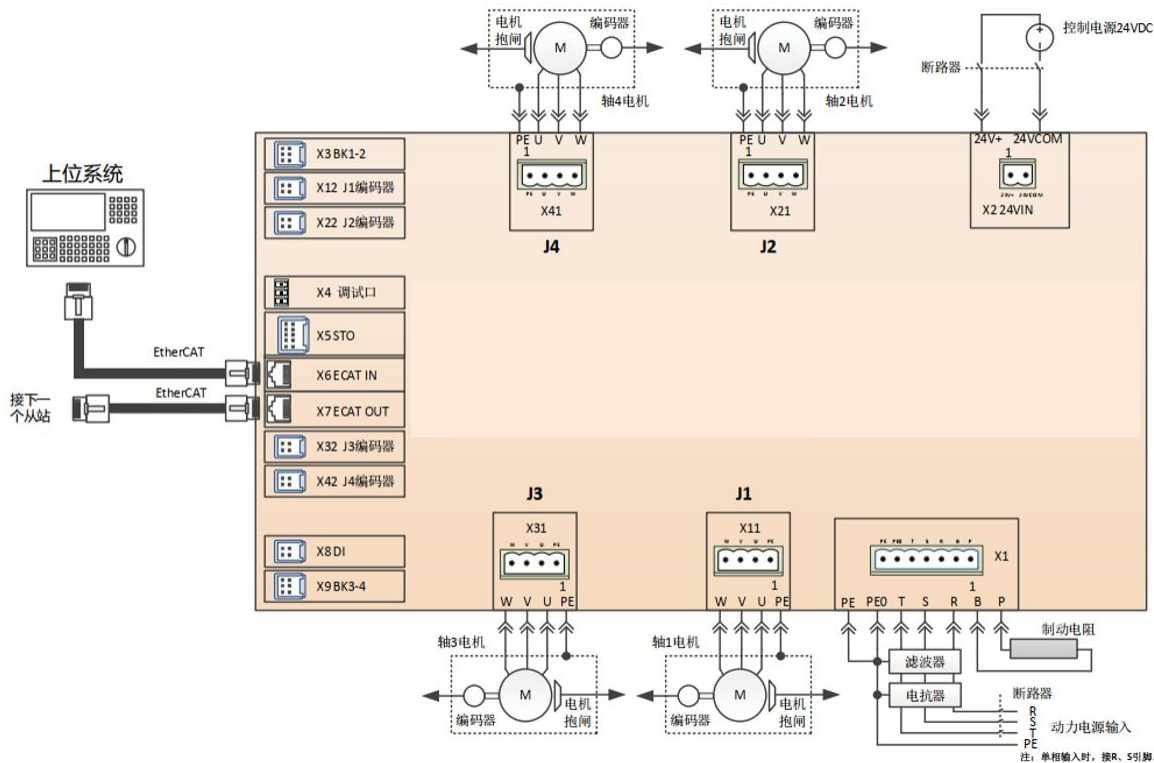 电机
抱闸
编码器
M
轴4电机
PE U V W
1
PE U V W
X41
J4
电机
抱闸
编码器
M
轴2电机
PE U V W
1
PE U V W
X21
J2
控制电源24VDC
断路器
24V+ 24VCOM
1
24V+ 24VCOM
X2 24VIN
上位系统
EtherCAT
EtherCAT
接下一
个从站
X3 BK1-2
X12 J1编码器
X22 J2编码器
X4 调试口
X5 STO
X6 ECAT IN
X7 ECAT OUT
X32 J3编码器
X42 J4编码器
X8 DI
X9 BK3-4
J3
X31
W V U PE
1
W V U PE
轴3电机
M
编码器
电机
抱闸
J1
X11
W V U PE
1
W V U PE
轴1电机
M
编码器
电机
抱闸
PE PE0 T S R B P
X1
1
PE PE0 T S R B P
制动电阻
滤波器
电抗器
断路器
R
S
T
PE
动力电源输入
注：单相输入时，接R、S引脚